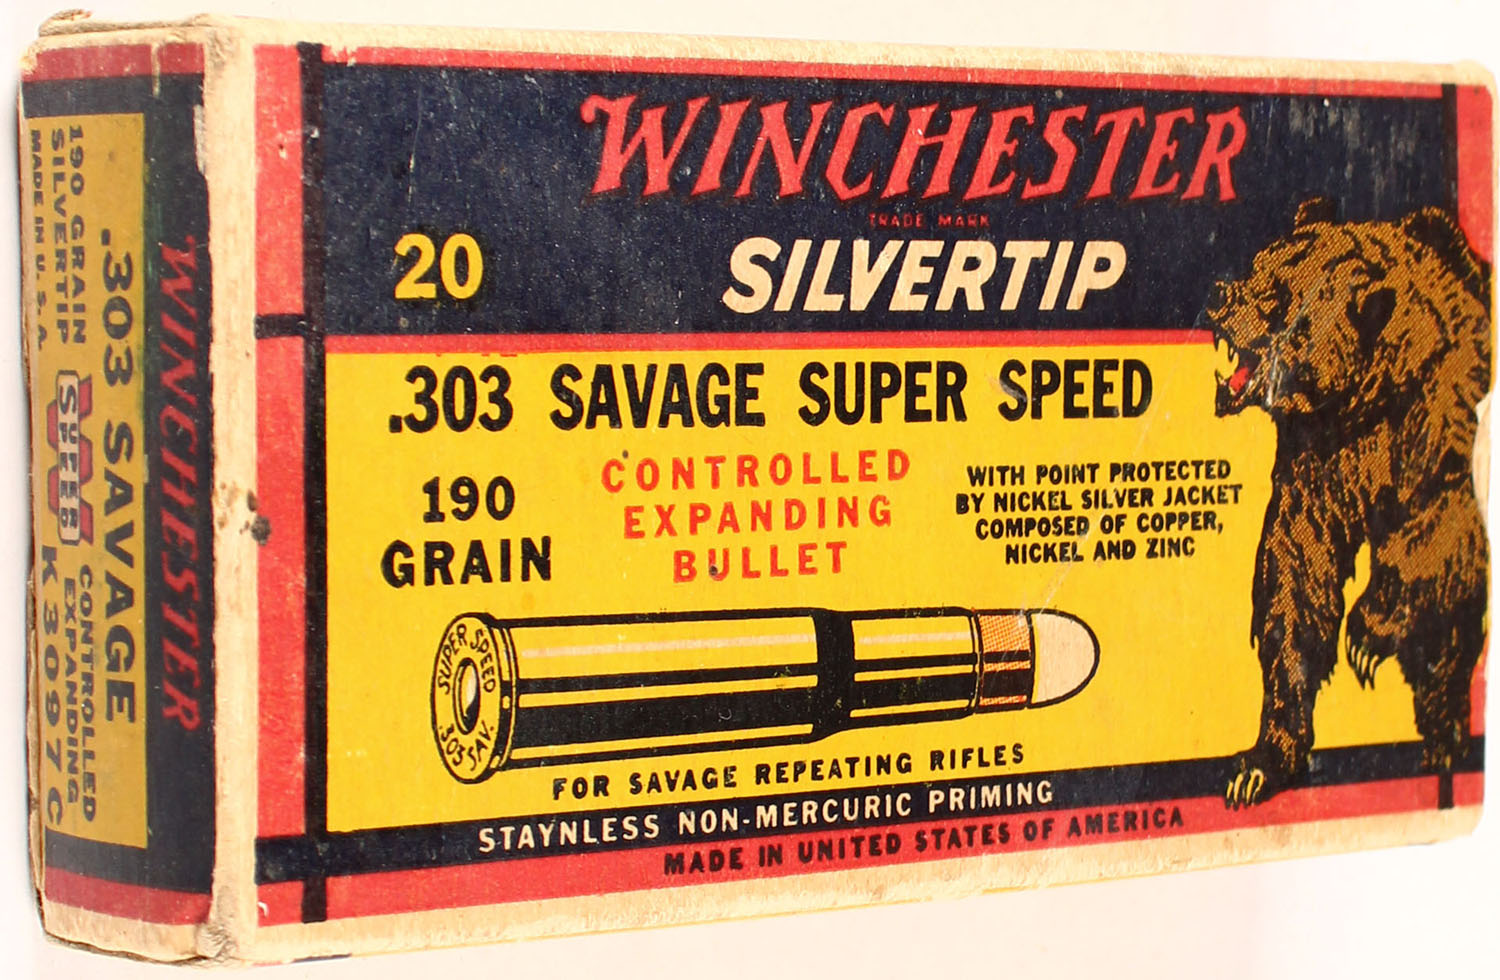 WINCHESTER
TRADE MARK
SILVERTIP
20
.303 SAVAGE SUPER SPEED
190
GRAIN
CONTROLLED
EXPANDING
BULLET
WITH POINT PROTECTED
BY NICKEL SILVER JACKET
COMPOSED OF COPPER,
NICKEL AND ZINC
SUPER SPEED
.303 SAV.
FOR SAVAGE REPEATING RIFLES
STAYNLESS NON-MERCURIC PRIMING
MADE IN UNITED STATES OF AMERICA
WINCHESTER
.303 SAVAGE
190 GRAIN
SILVERTIP
MADE IN U.S.A.
W
SUPER
SPEED
CONTROLLED
EXPANDING
K 3097 C